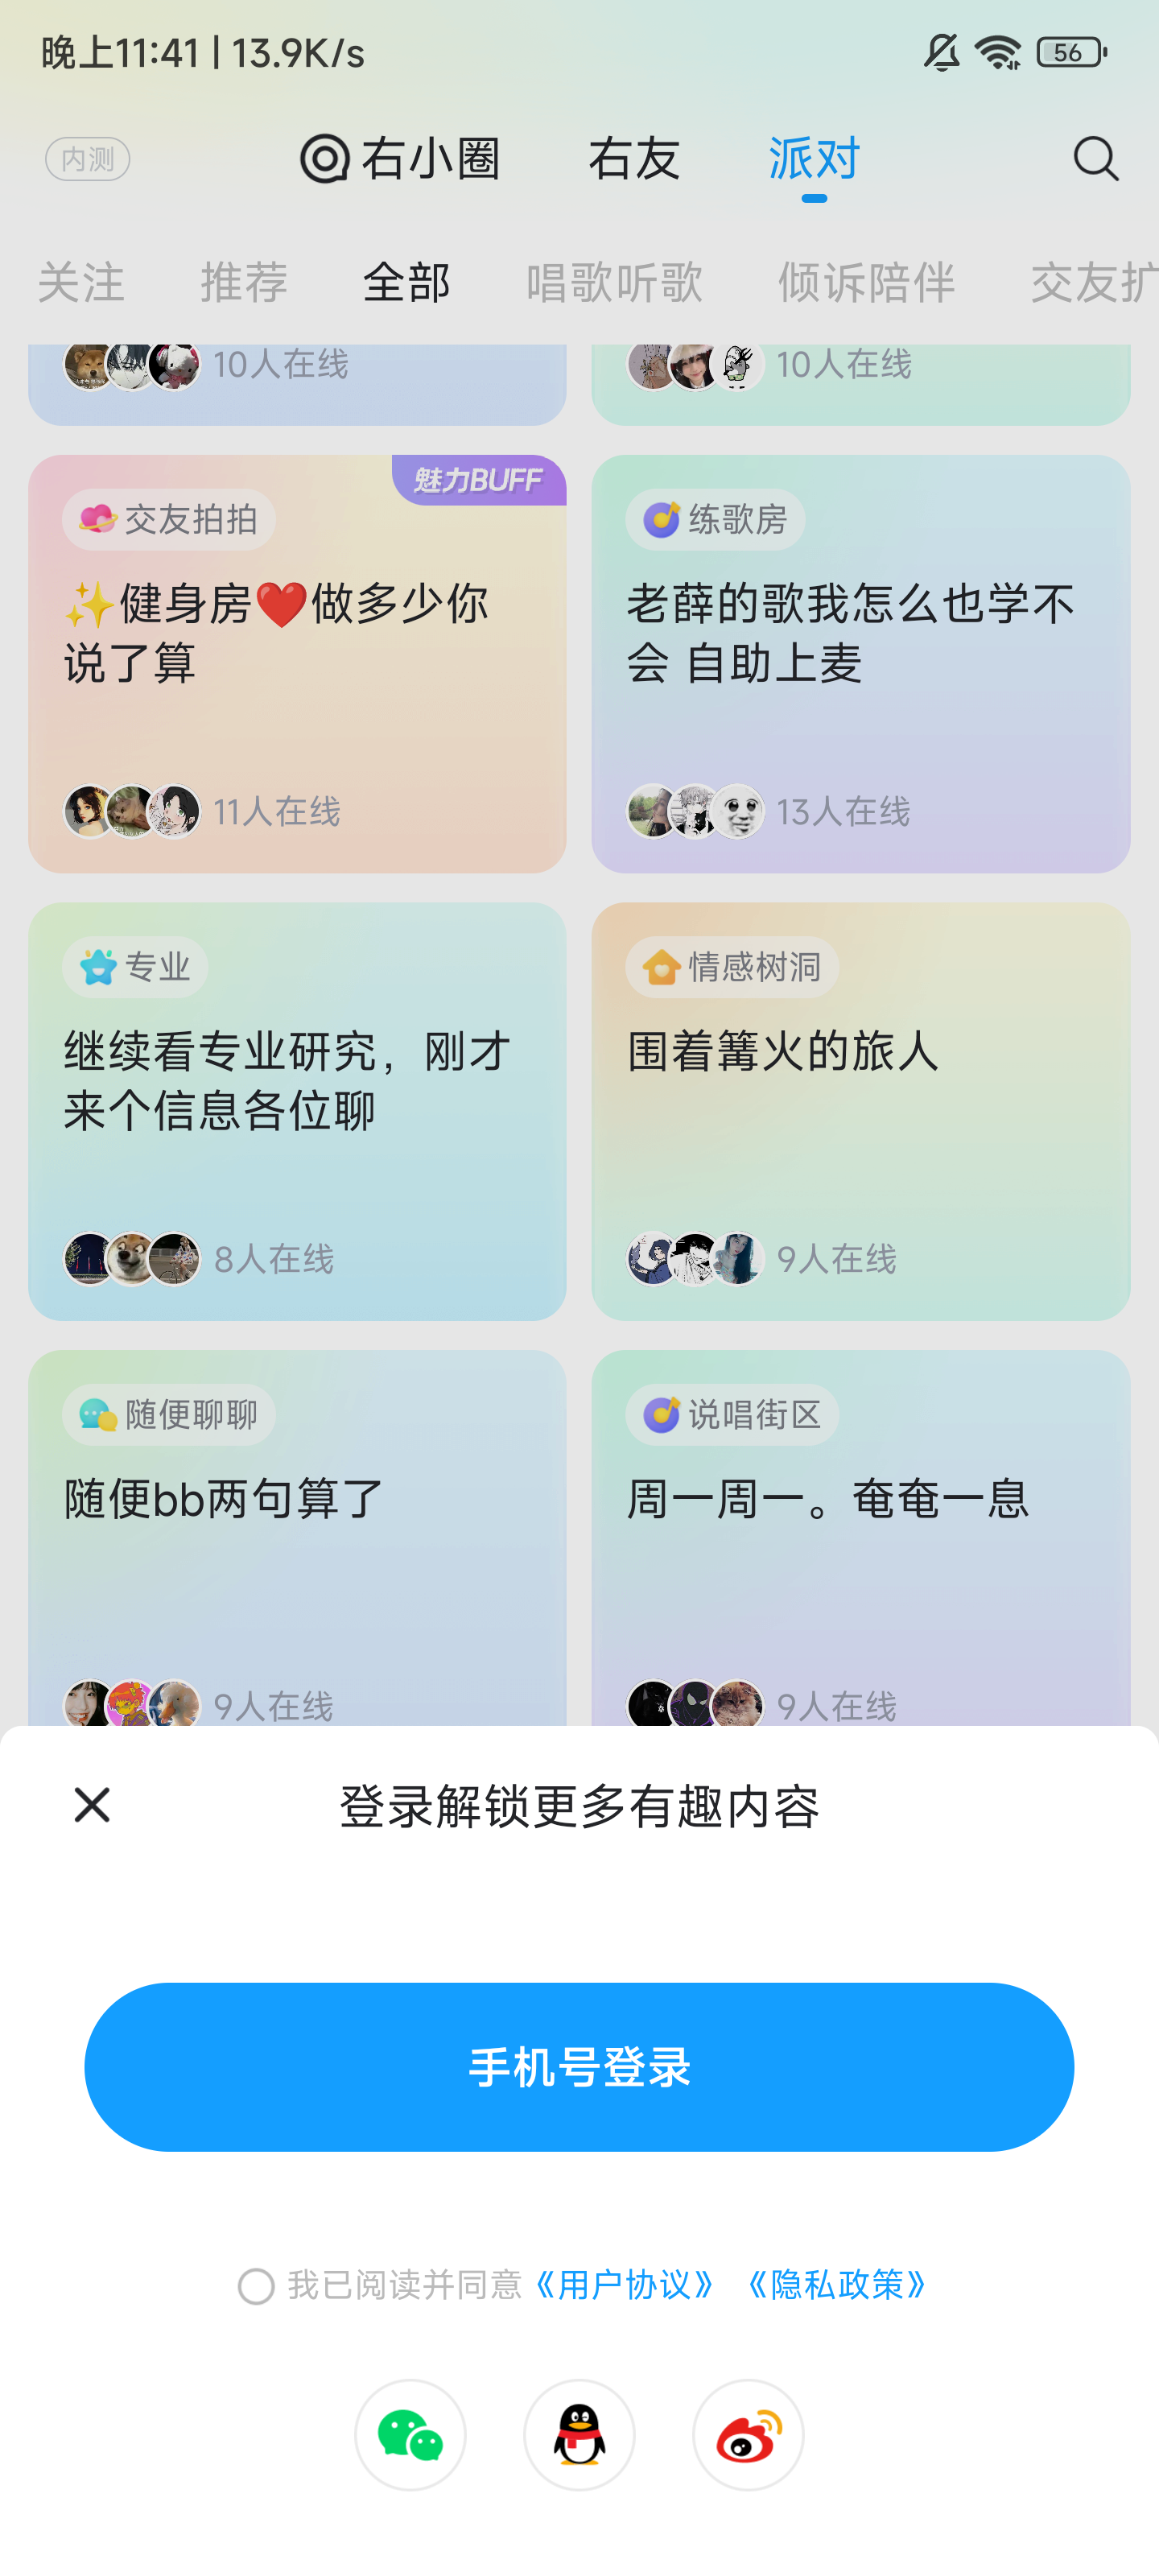 晚上11:41 | 13.9K/s
56
内测
右小圈
右友
派对
关注
推荐
全部
唱歌听歌
倾诉陪伴
交友扩
10人在线
10人在线
魅力BUFF
交友拍拍
✨健身房❤️做多少你
说了算
11人在线
练歌房
老薛的歌我怎么也学不
会 自助上麦
13人在线
专业
继续看专业研究，刚才
来个信息各位聊
8人在线
情感树洞
围着篝火的旅人
9人在线
随便聊聊
随便bb两句算了
9人在线
说唱街区
周一周一。奄奄一息
9人在线
登录解锁更多有趣内容
手机号登录
我已阅读并同意《用户协议》 《隐私政策》